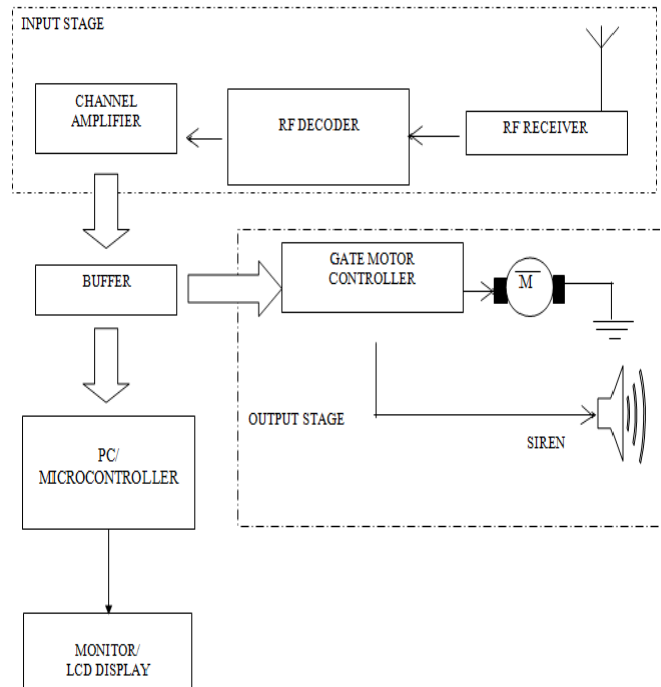 INPUT STAGE
CHANNEL
AMPLIFIER
RF DECODER
RF RECEIVER
BUFFER
GATE MOTOR
CONTROLLER
M
OUTPUT STAGE
SIREN
PC/
MICROCONTROLLER
MONITOR/
LCD DISPLAY